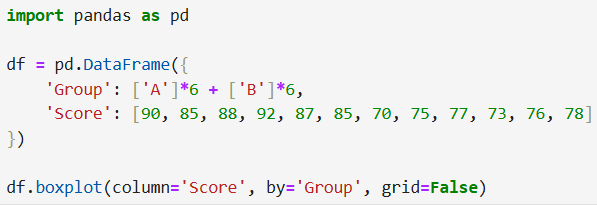 import pandas as pd
df = pd.DataFrame({
    'Group': ['A']*6 + ['B']*6,
    'Score': [90, 85, 88, 92, 87, 85, 70, 75, 77, 73, 76, 78]
})
df.boxplot(column='Score', by='Group', grid=False)